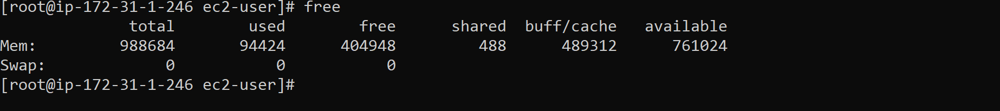 [root@ip-172-31-1-246 ec2-user]# free
              total        used        free      shared  buff/cache   available
Mem:         988684       94424      404948         488      489312      761024
Swap:             0           0           0
[root@ip-172-31-1-246 ec2-user]#